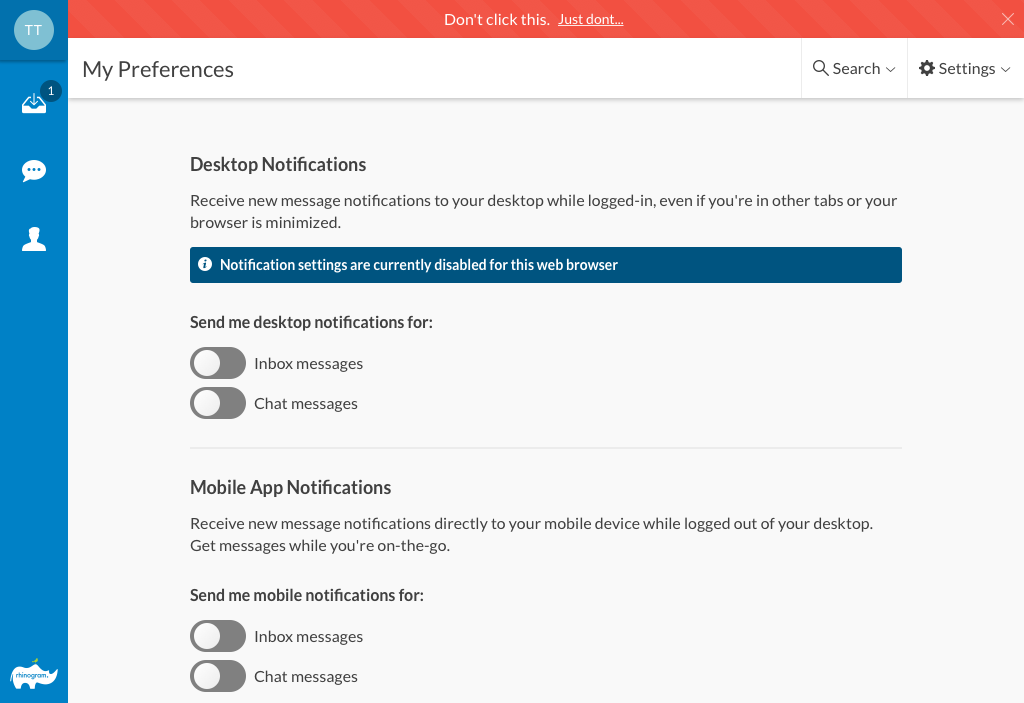 TT
Don't click this. Just dont...
1
My Preferences
Search
Settings
Desktop Notifications
Receive new message notifications to your desktop while logged-in, even if you're in other tabs or your
browser is minimized.
Notification settings are currently disabled for this web browser
Send me desktop notifications for:
Inbox messages
Chat messages
Mobile App Notifications
Receive new message notifications directly to your mobile device while logged out of your desktop.
Get messages while you're on-the-go.
Send me mobile notifications for:
Inbox messages
Chat messages
rhinogram.